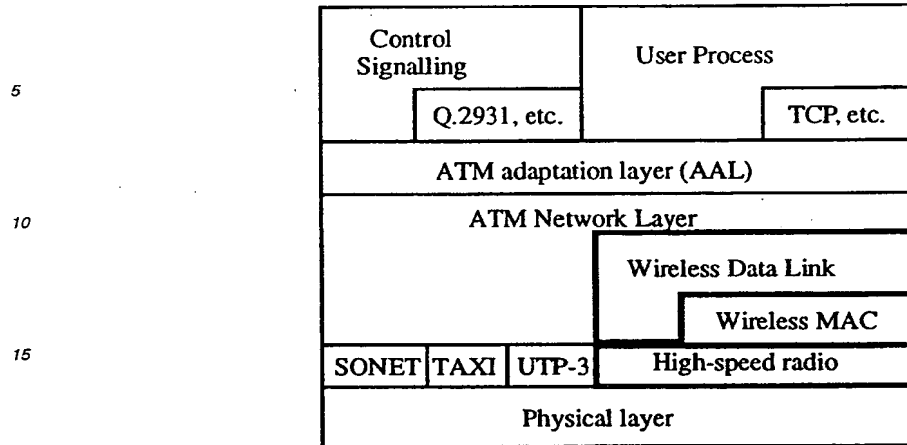 Control
Signalling
User Process
5
Q.2931, etc.
TCP, etc.
ATM adaptation layer (AAL)
10
ATM Network Layer
Wireless Data Link
Wireless MAC
15
SONET TAXI UTP-3 High-speed radio
Physical layer